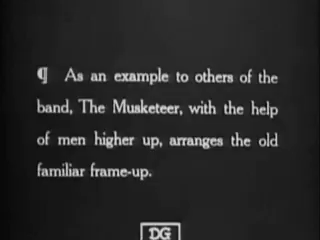 ¶ As an example to others of the
band, The Musketeer, with the help
of men higher up, arranges the old
familiar frame-up.
DG